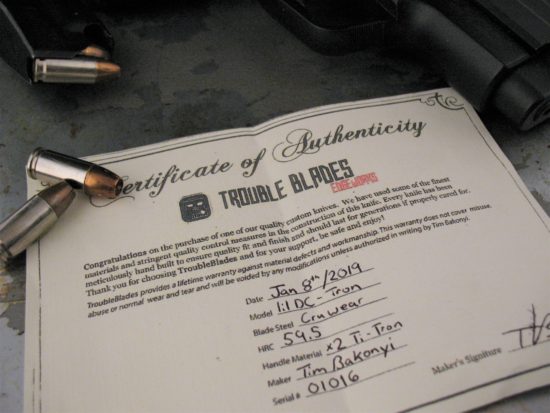 Certificate of Authenticity
TROUBLE BLADES
EDGEWORKS
Congratulations on the purchase of one of our quality custom knives. We have used some of the finest
materials and stringent quality control measures in the construction of this knife. Every knife has been
meticulously hand built to ensure quality fit and finish and should last for generations if properly cared for.
Thank you for choosing TroubleBlades and for your support, be safe and enjoy!
TroubleBlades provides a lifetime warranty against material defects and workmanship. This warranty does not cover misuse,
abuse or normal wear and tear and will be voided by any modifications unless authorized in writing by Tim Bakonyi.
Date Jan 8th/2019
Model lil DC-Tron
Blade Steel Cruwear
HRC 59.5
Handle Material x2 Ti-Tron
Maker Tim Bakonyi
Serial # 01016
Maker's Signiture